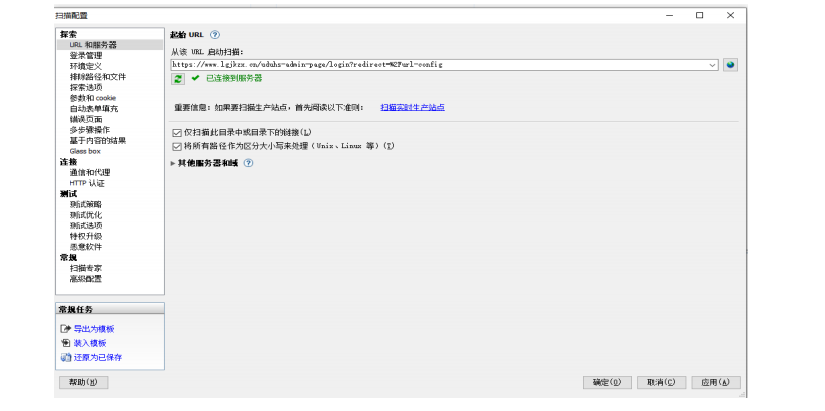 扫描配置
探索
URL 和服务器
登录管理
环境定义
排除路径和文件
探索选项
参数和 cookie
自动表单填充
错误页面
多步骤操作
基于内容的结果
Glass box
连接
通信和代理
HTTP 认证
测试
测试策略
测试优化
测试选项
特权升级
恶意软件
常规
扫描专家
高级配置
常规任务
导出为模板
装入模板
还原为已保存
起始 URL
从该 URL 启动扫描：
https://www.lgjkzx.cn/uduhs-admin-page/login?redirect=%2Furl-config
已连接到服务器
重要信息：如果要扫描生产站点，首先阅读以下准则： 扫描实时生产站点
仅扫描此目录中或目录下的链接(L)
将所有路径作为区分大小写来处理（Unix、Linux 等）(T)
其他服务器和域
帮助(H) 确定(O) 取消(C) 应用(A)